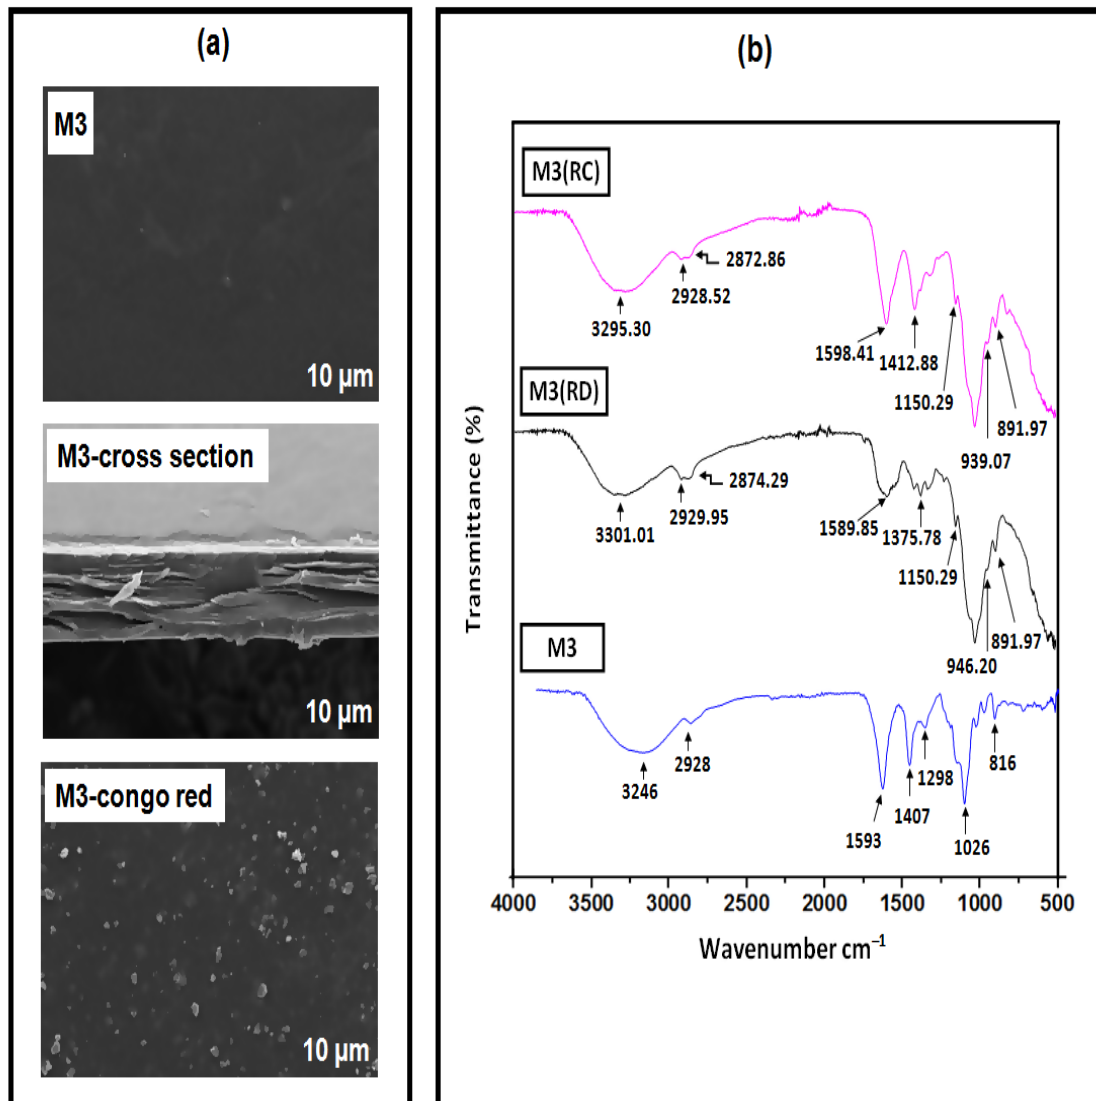 (a)
M3
10 µm
M3-cross section
10 µm
M3-congo red
10 µm
(b)
M3(RC)
2872.86
2928.52
3295.30
1598.41
1412.88
1150.29
939.07
891.97
M3(RD)
2874.29
2929.95
3301.01
1589.85
1375.78
1150.29
946.20
891.97
M3
2928
3246
1593
1407
1298
1026
816
Transmittance (%)
4000 3500 3000 2500 2000 1500 1000 500
Wavenumber cm⁻¹